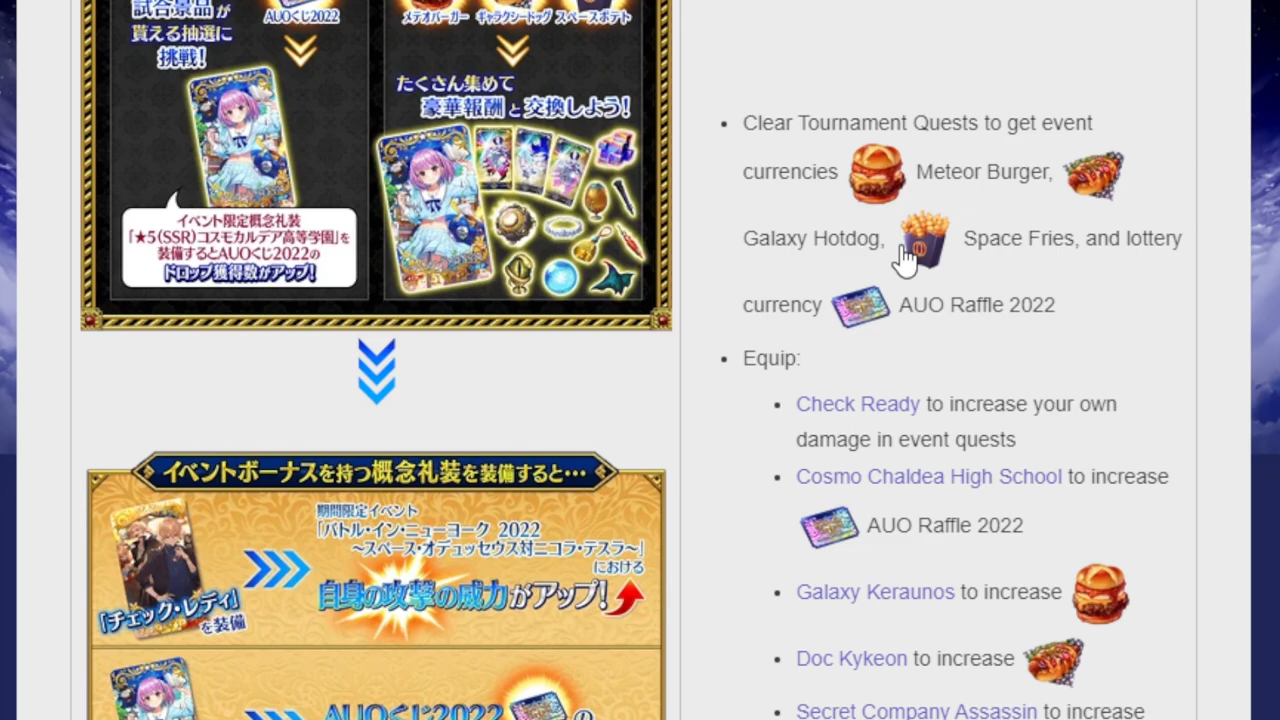 試合景品が
貰える抽選に
挑戦!
AUOくじ2022
メテオバーガー ギャラクシードッグ スペースポテト
たくさん集めて
豪華報酬と交換しよう!
イベント限定概念礼装
「★5(SSR)コスモカルデア高等学園」を
装備するとAUOくじ2022の
ドロップ獲得数がアップ!
イベントボーナスを持つ概念礼装を装備すると…
期間限定イベント
「バトル・イン・ニューヨーク 2022
～スペース・オデュッセウス対ニコラ・テスラ～」
における
自身の攻撃の威力がアップ!
「チェック・レディ」
を装備
AUOくじ2022の
Clear Tournament Quests to get event
currencies Meteor Burger,
Galaxy Hotdog, Space Fries, and lottery
currency AUO Raffle 2022
Equip:
Check Ready to increase your own
damage in event quests
Cosmo Chaldea High School to increase
AUO Raffle 2022
Galaxy Keraunos to increase
Doc Kykeon to increase
Secret Company Assassin to increase